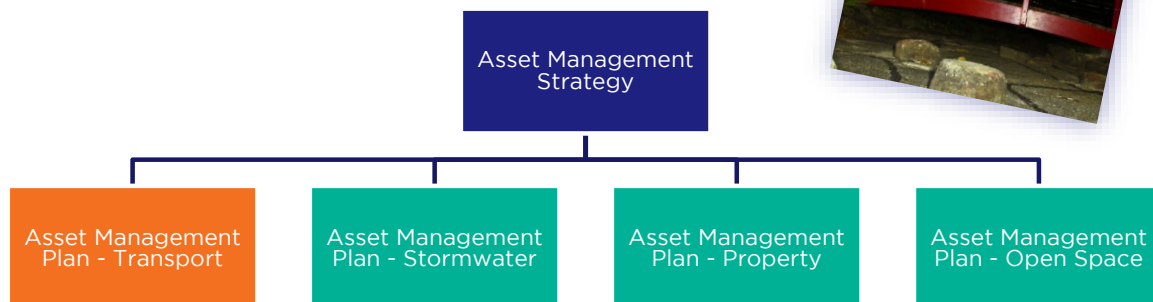 Asset Management
Strategy
Asset Management
Plan - Transport
Asset Management
Plan - Stormwater
Asset Management
Plan - Property
Asset Management
Plan - Open Space